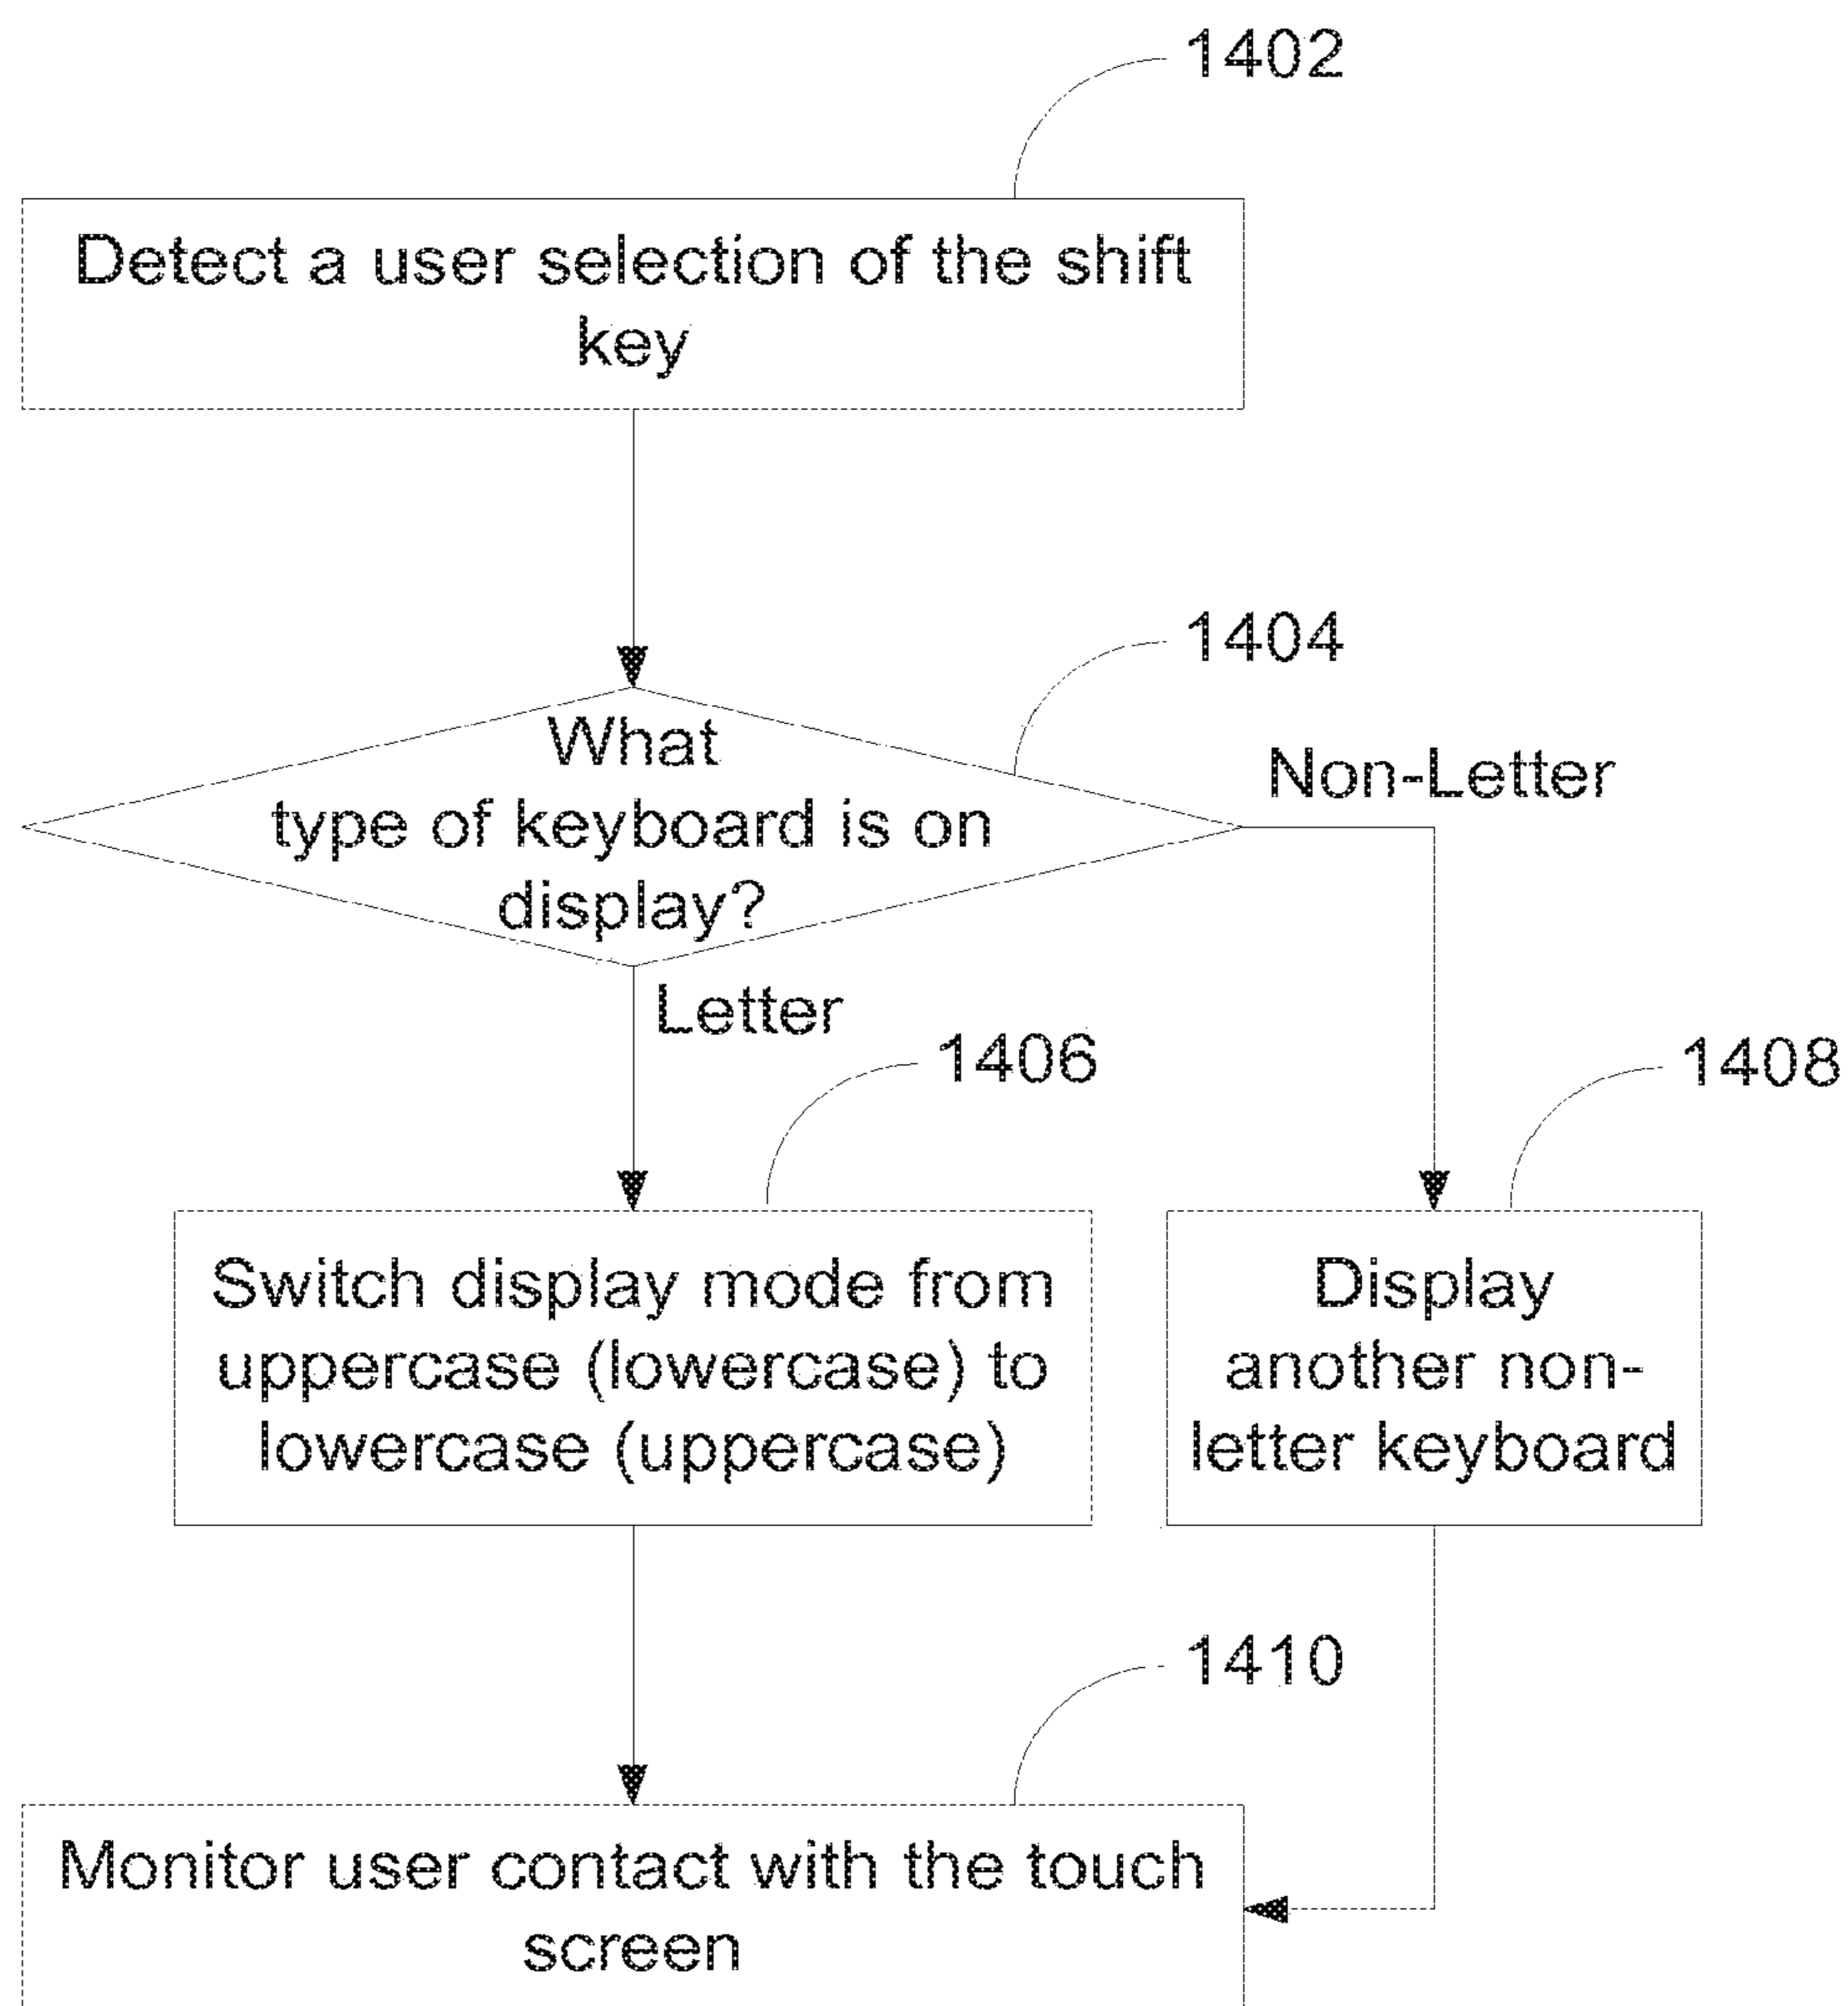 1402
Detect a user selection of the shift
key
1404
What
type of keyboard is on
display?
Non-Letter
Letter
1406
1408
Switch display mode from
uppercase (lowercase) to
lowercase (uppercase)
Display
another non-
letter keyboard
1410
Monitor user contact with the touch
screen